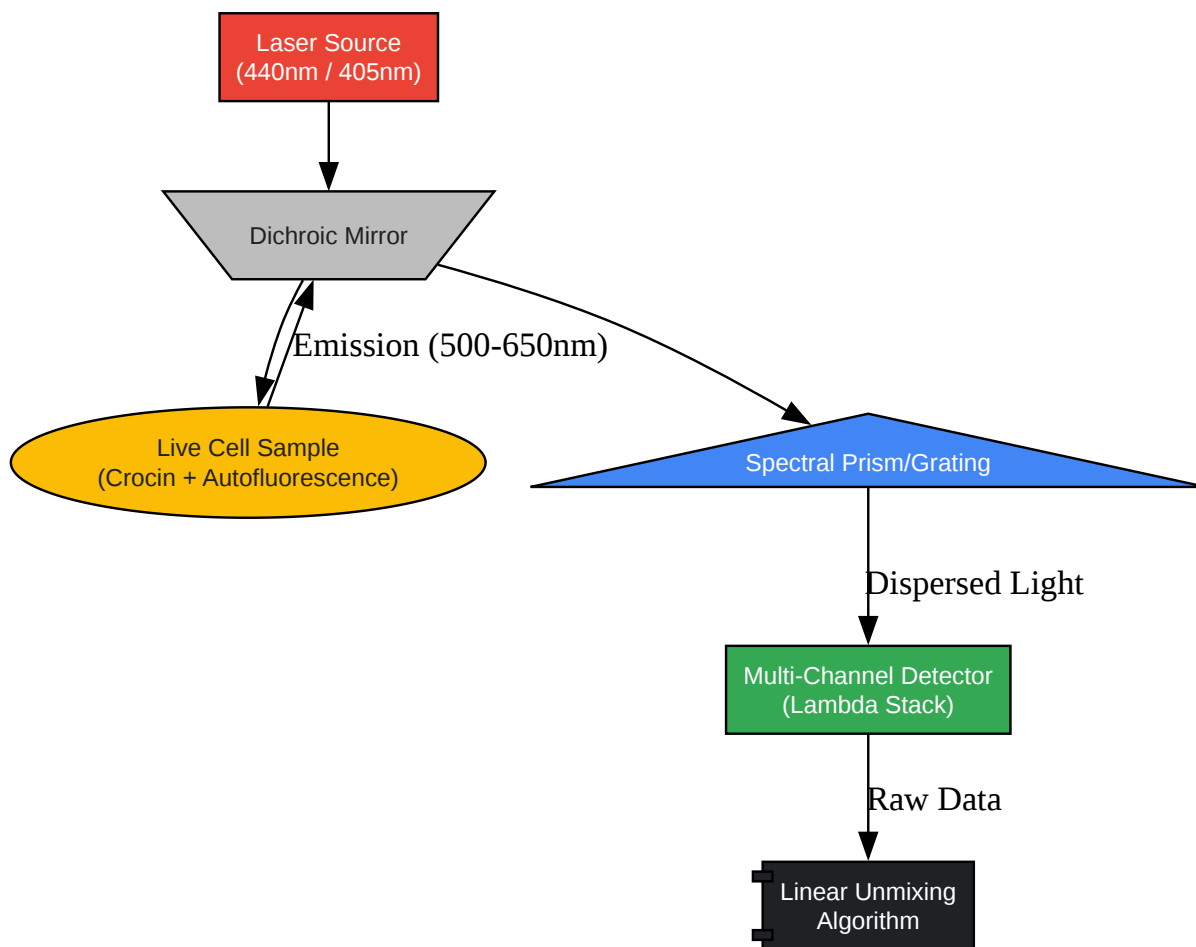 Laser Source
(440nm / 405nm)
Dichroic Mirror
Emission (500-650nm)
Live Cell Sample
(Crocin + Autofluorescence)
Spectral Prism/Grating
Dispersed Light
Multi-Channel Detector
(Lambda Stack)
Raw Data
Linear Unmixing
Algorithm